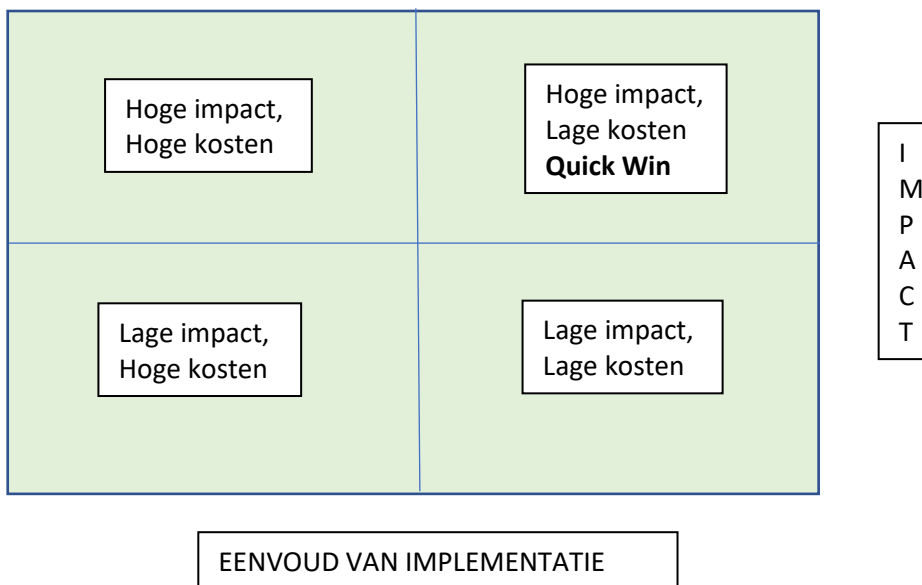 Hoge impact,
Hoge kosten
Hoge impact,
Lage kosten
Quick Win
I
M
P
A
C
T
Lage impact,
Hoge kosten
Lage impact,
Lage kosten
EENVOUD VAN IMPLEMENTATIE